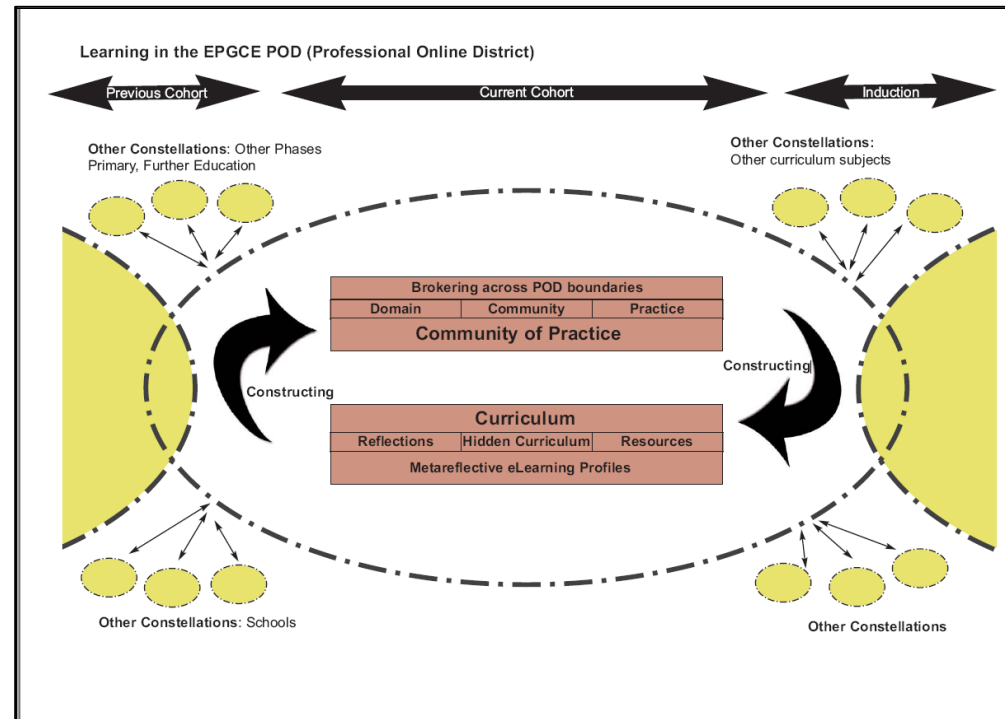 Learning in the EPGCE POD (Professional Online District)
Previous Cohort
Current Cohort
Induction
Other Constellations: Other Phases
Primary, Further Education
Other Constellations:
Other curriculum subjects
Brokering across POD boundaries
Domain Community Practice
Community of Practice
Constructing
Constructing
Curriculum
Reflections Hidden Curriculum Resources
Metareflective eLearning Profiles
Other Constellations: Schools
Other Constellations